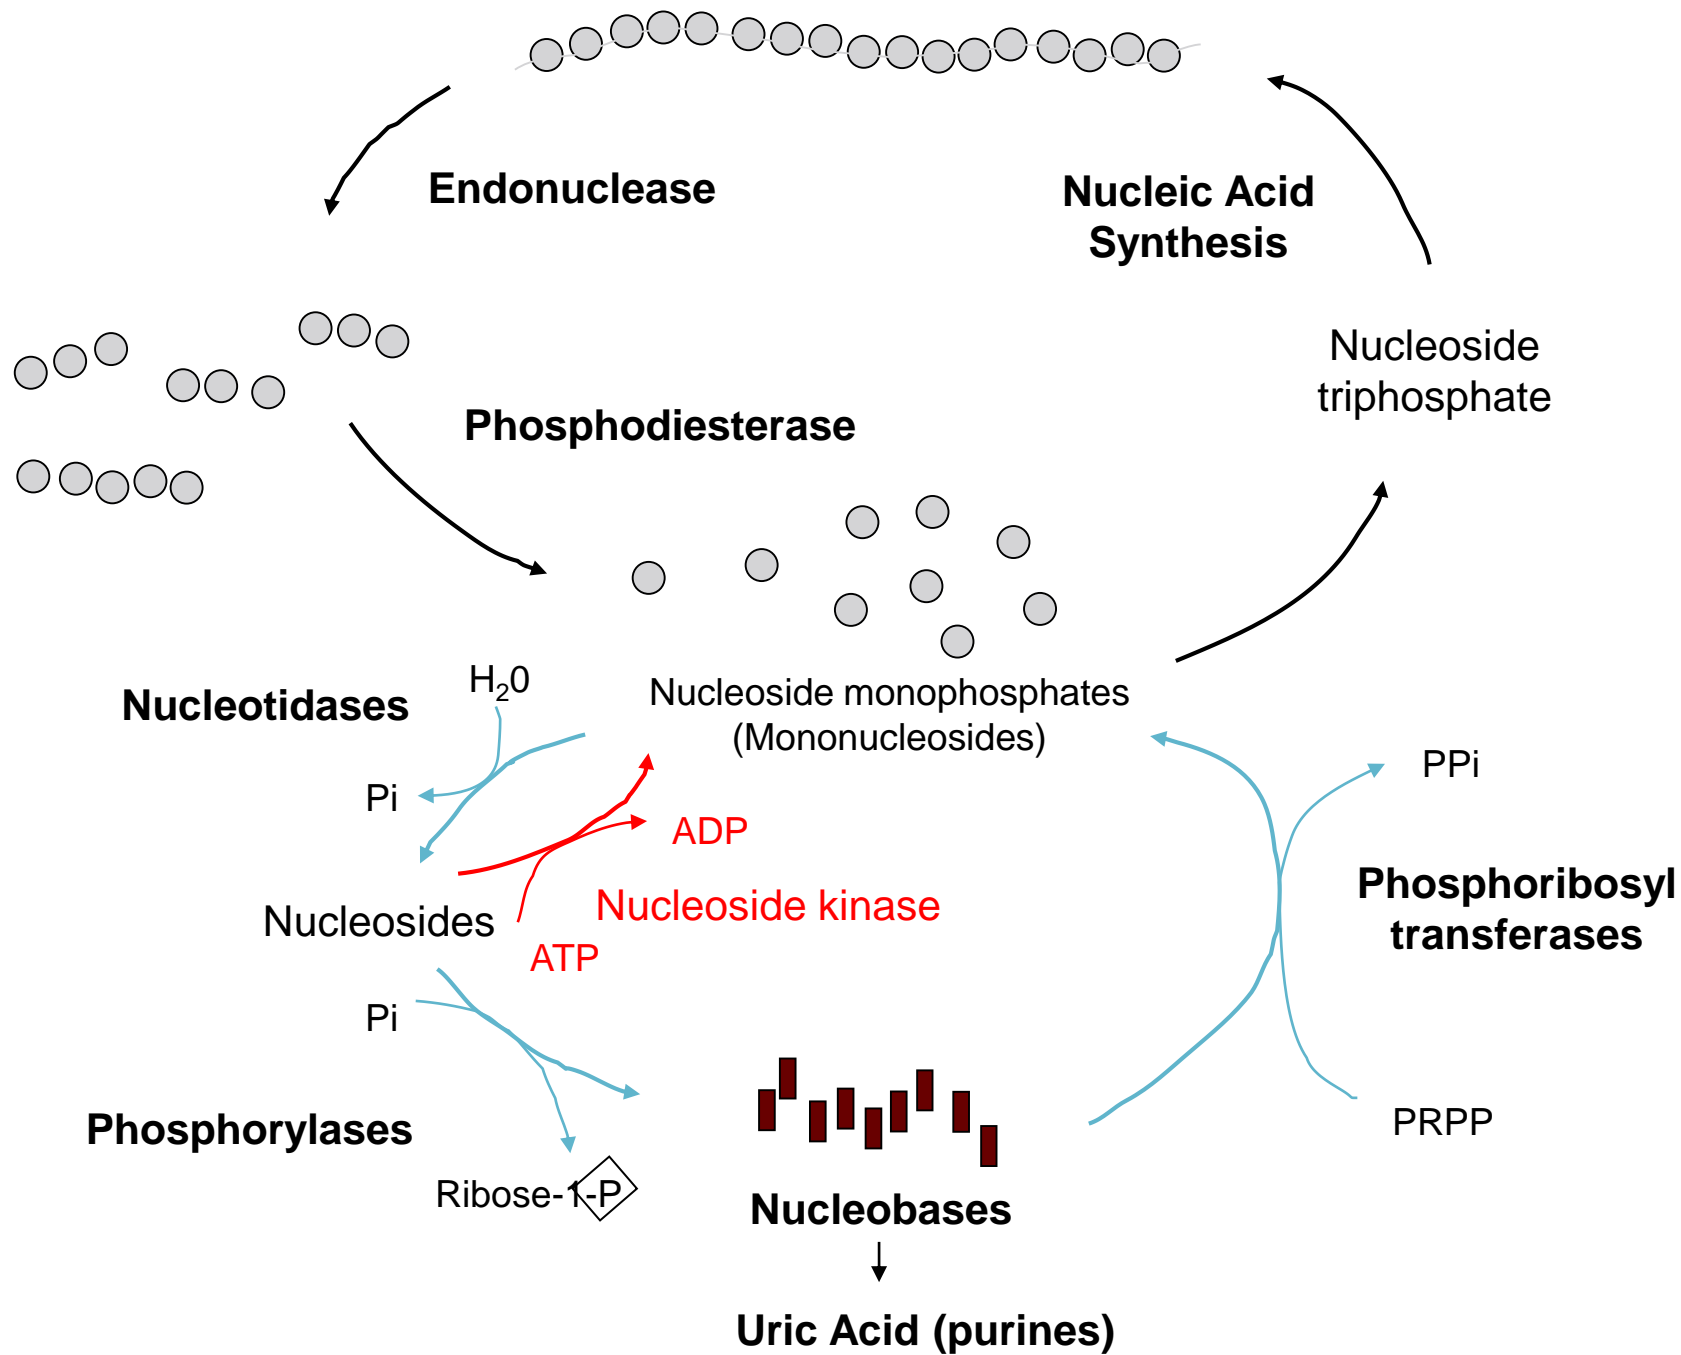 Endonuclease
Nucleic Acid
Synthesis
Nucleoside
triphosphate
Phosphodiesterase
H20
Nucleotidases
Nucleoside monophosphates
(Mononucleosides)
Pi
PPi
ADP
Nucleoside kinase
Nucleosides
ATP
Phosphoribosyl
transferases
Pi
Phosphorylases
PRPP
Ribose-1-P
Nucleobases
Uric Acid (purines)